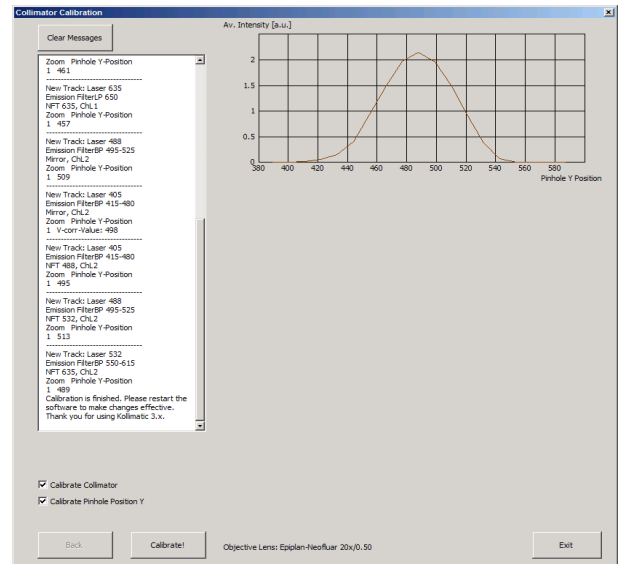 Collimator Calibration
Clear Messages
Zoom Pinhole Y-Position
1 461
--------------------------------
New Track: Laser 635
Emission FilterLP 650
NFT 635, ChL1
Zoom Pinhole Y-Position
1 457
--------------------------------
New Track: Laser 488
Emission FilterBP 495-525
Mirror, ChL2
Zoom Pinhole Y-Position
1 509
--------------------------------
New Track: Laser 405
Emission FilterBP 415-480
Mirror, ChL2
Zoom Pinhole Y-Position
1 V-corr-Value: 498
--------------------------------
New Track: Laser 405
Emission FilterBP 415-480
NFT 488, ChL2
Zoom Pinhole Y-Position
1 495
--------------------------------
New Track: Laser 488
Emission FilterBP 495-525
NFT 532, ChL2
Zoom Pinhole Y-Position
1 513
--------------------------------
New Track: Laser 532
Emission FilterBP 550-615
NFT 635, ChL2
Zoom Pinhole Y-Position
1 489
Calibration is finished. Please restart the
software to make changes effective.
Thank you for using Kollimatic 3.x.
Av. Intensity [a.u.]
2
1.5
1
0.5
0
380 400 420 440 460 480 500 520 540 560 580
Pinhole Y Position
Calibrate Collimator
Calibrate Pinhole Position Y
Back
Calibrate!
Objective Lens: Epiplan-Neofluar 20x/0.50
Exit